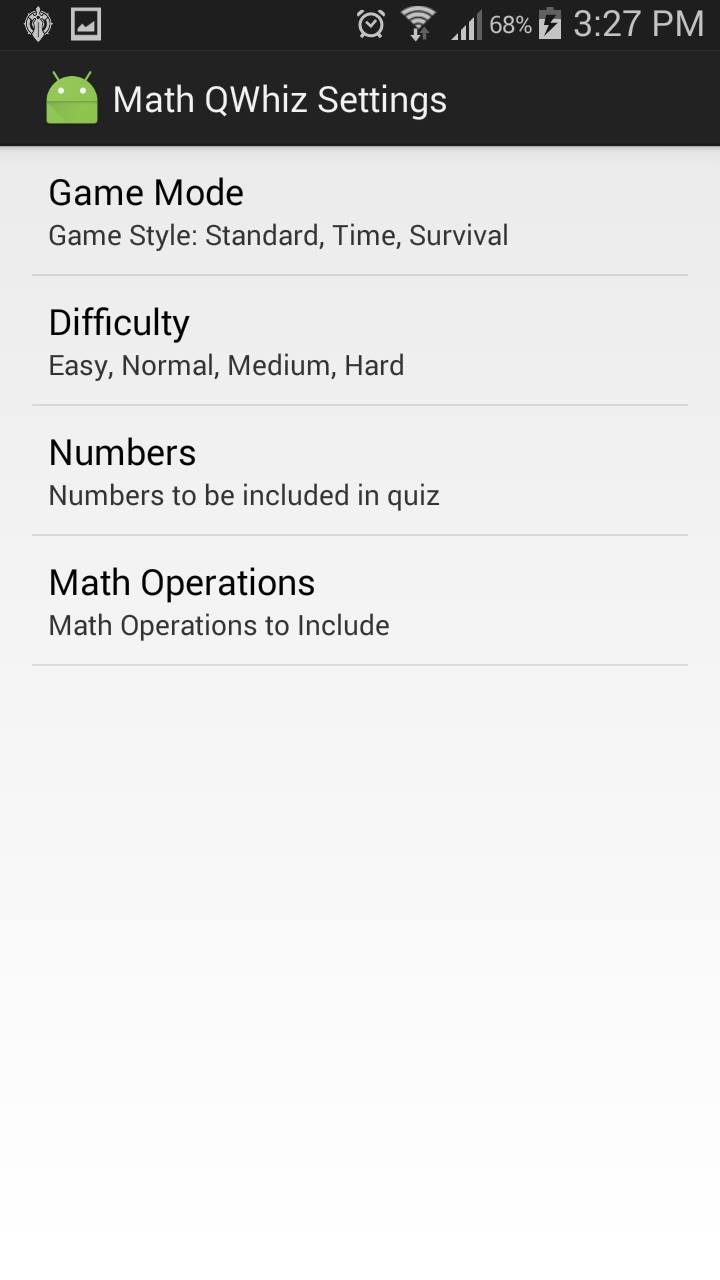 68% 3:27 PM
Math QWhiz Settings
Game Mode
Game Style: Standard, Time, Survival
Difficulty
Easy, Normal, Medium, Hard
Numbers
Numbers to be included in quiz
Math Operations
Math Operations to Include